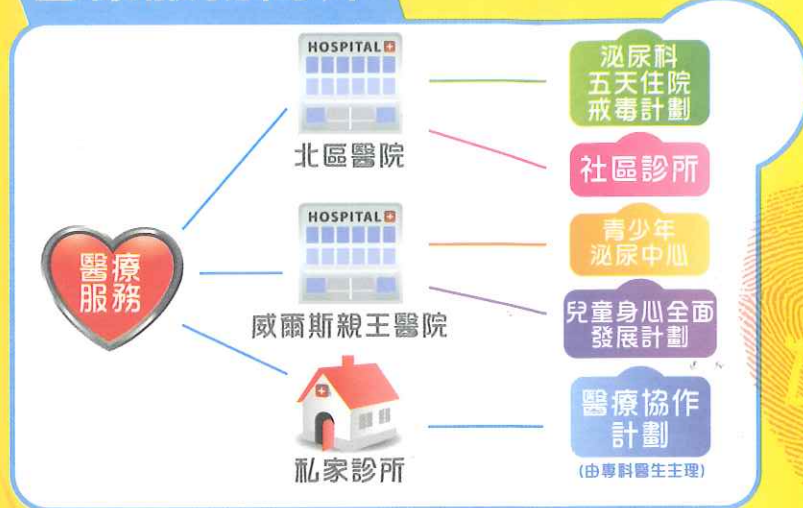 HOSPITAL
北區醫院
泌尿科
五天住院
戒毒計劃
社區診所
醫療
服務
HOSPITAL
威爾斯親王醫院
青少年
泌尿中心
兒童身心全面
發展計劃
私家診所
醫療協作
計劃
(由專科醫生主理)